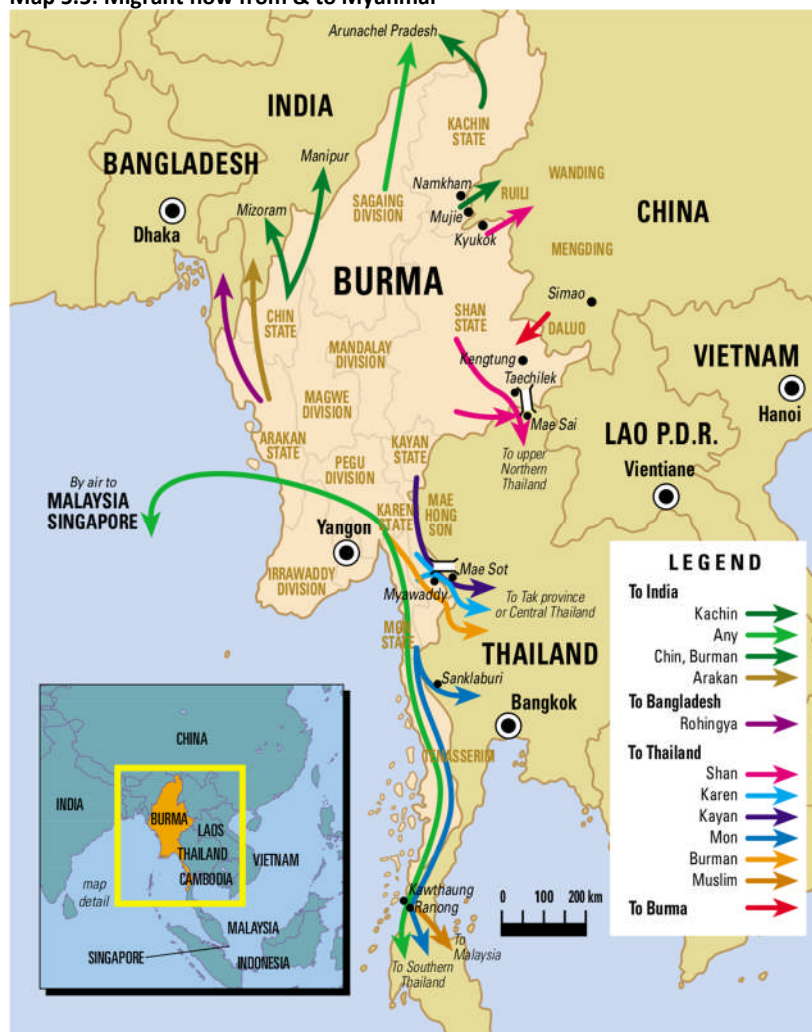 Map 3.3: Migrant flow from & to Myanmar
Arunachel Pradesh
INDIA
KACHIN
STATE
BANGLADESH
Manipur
Namkham
WANDING
RUILI
SAGAING
DIVISION
Mizoram
Mujie
CHINA
Dhaka
Kyukok
MENGDING
BURMA
Simao
CHIN
STATE
SHAN
STATE
DALUO
MANDALAY
DIVISION
Kengtung
VIETNAM
Taechilek
Hanoi
MAGWE
DIVISION
Mae Sai
LAO P.D.R.
ARAKAN
STATE
KAYAN
STATE
To upper
Northern
Thailand
Vientiane
By air to
MALAYSIA
SINGAPORE
PEGU
DIVISION
KAREN
STATE
MAE
HONG
SON
Yangon
Mae Sot
IRRAWADDY
DIVISION
Myawaddy
To Tak province
or Central Thailand
MON
STATE
THAILAND
Sanklaburi
Bangkok
TENASSERIM
Kawthaung
Ranong
To
Malaysia
To Southern
Thailand
0 100 200 km
LEGEND
To India
Kachin
Any
Chin, Burman
Arakan
To Bangladesh
Rohingya
To Thailand
Shan
Karen
Kayan
Mon
Burman
Muslim
To Burma
CHINA
INDIA
BURMA
LAOS
THAILAND
VIETNAM
CAMBODIA
map
detail
MALAYSIA
SINGAPORE
INDONESIA